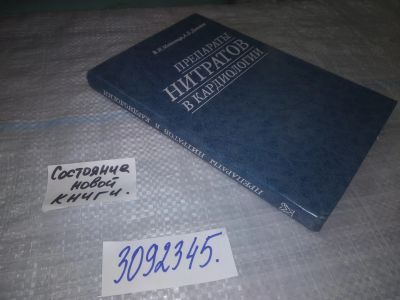 ПРЕПАРАТЫ
НИТРАТОВ
В КАРДИОЛОГИИ
ПРЕПАРАТЫ НИТРАТОВ В КАРДИОЛОГИИ
Состояние
новой
книги.
3092345.